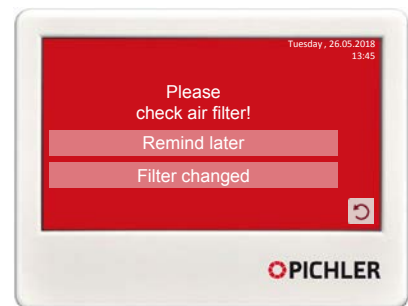 Tuesday , 26.05.2018
13:45
Please
check air filter!
Remind later
Filter changed
PICHLER